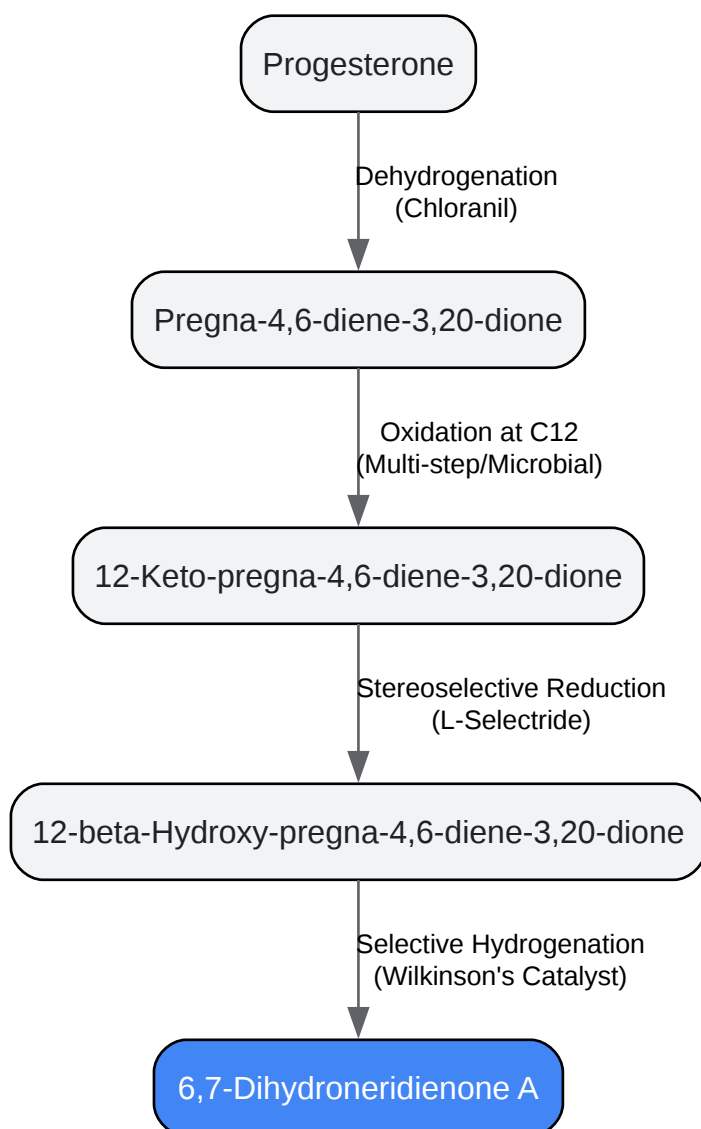 Progesterone
Dehydrogenation
(Chloranil)
Pregna-4,6-diene-3,20-dione
Oxidation at C12
(Multi-step/Microbial)
12-Keto-pregna-4,6-diene-3,20-dione
Stereoselective Reduction
(L-Selectride)
12-beta-Hydroxy-pregna-4,6-diene-3,20-dione
Selective Hydrogenation
(Wilkinson's Catalyst)
6,7-Dihydroneridienone A